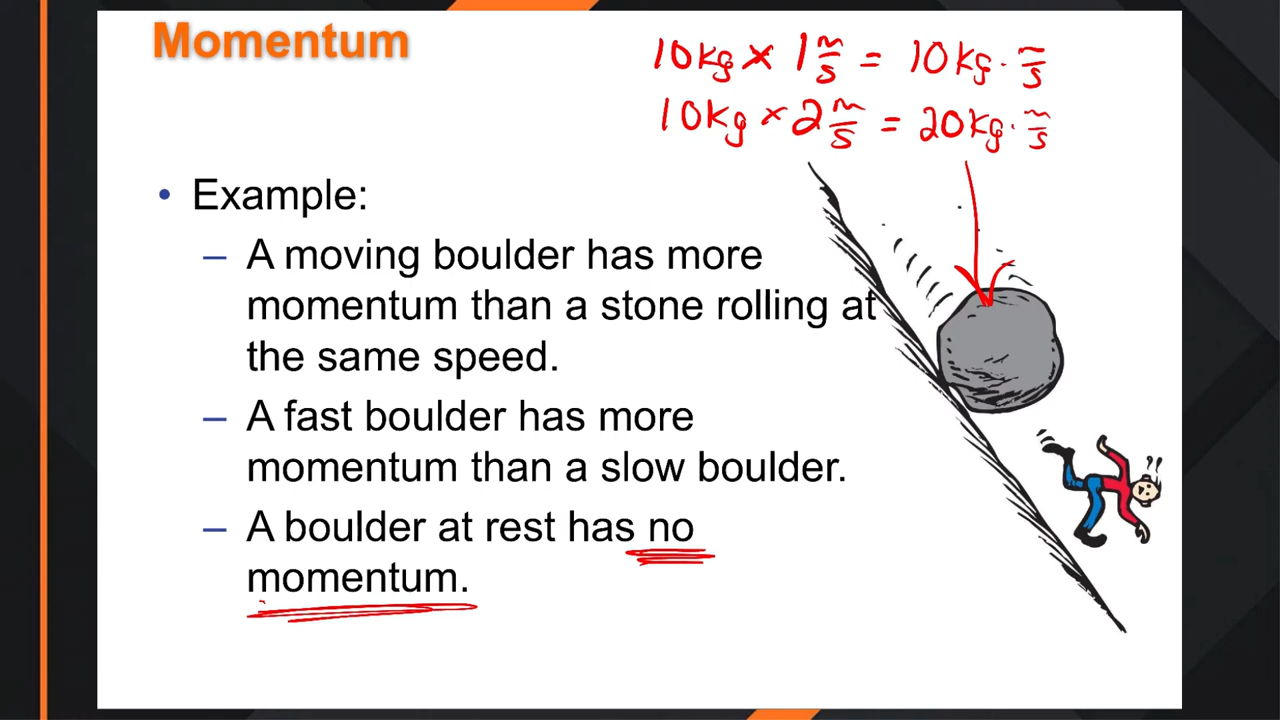 Momentum
10kg × 1 m/s = 10kg · m/s
10kg × 2 m/s = 20kg · m/s
• Example:
– A moving boulder has more
momentum than a stone rolling at
the same speed.
– A fast boulder has more
momentum than a slow boulder.
– A boulder at rest has no
momentum.